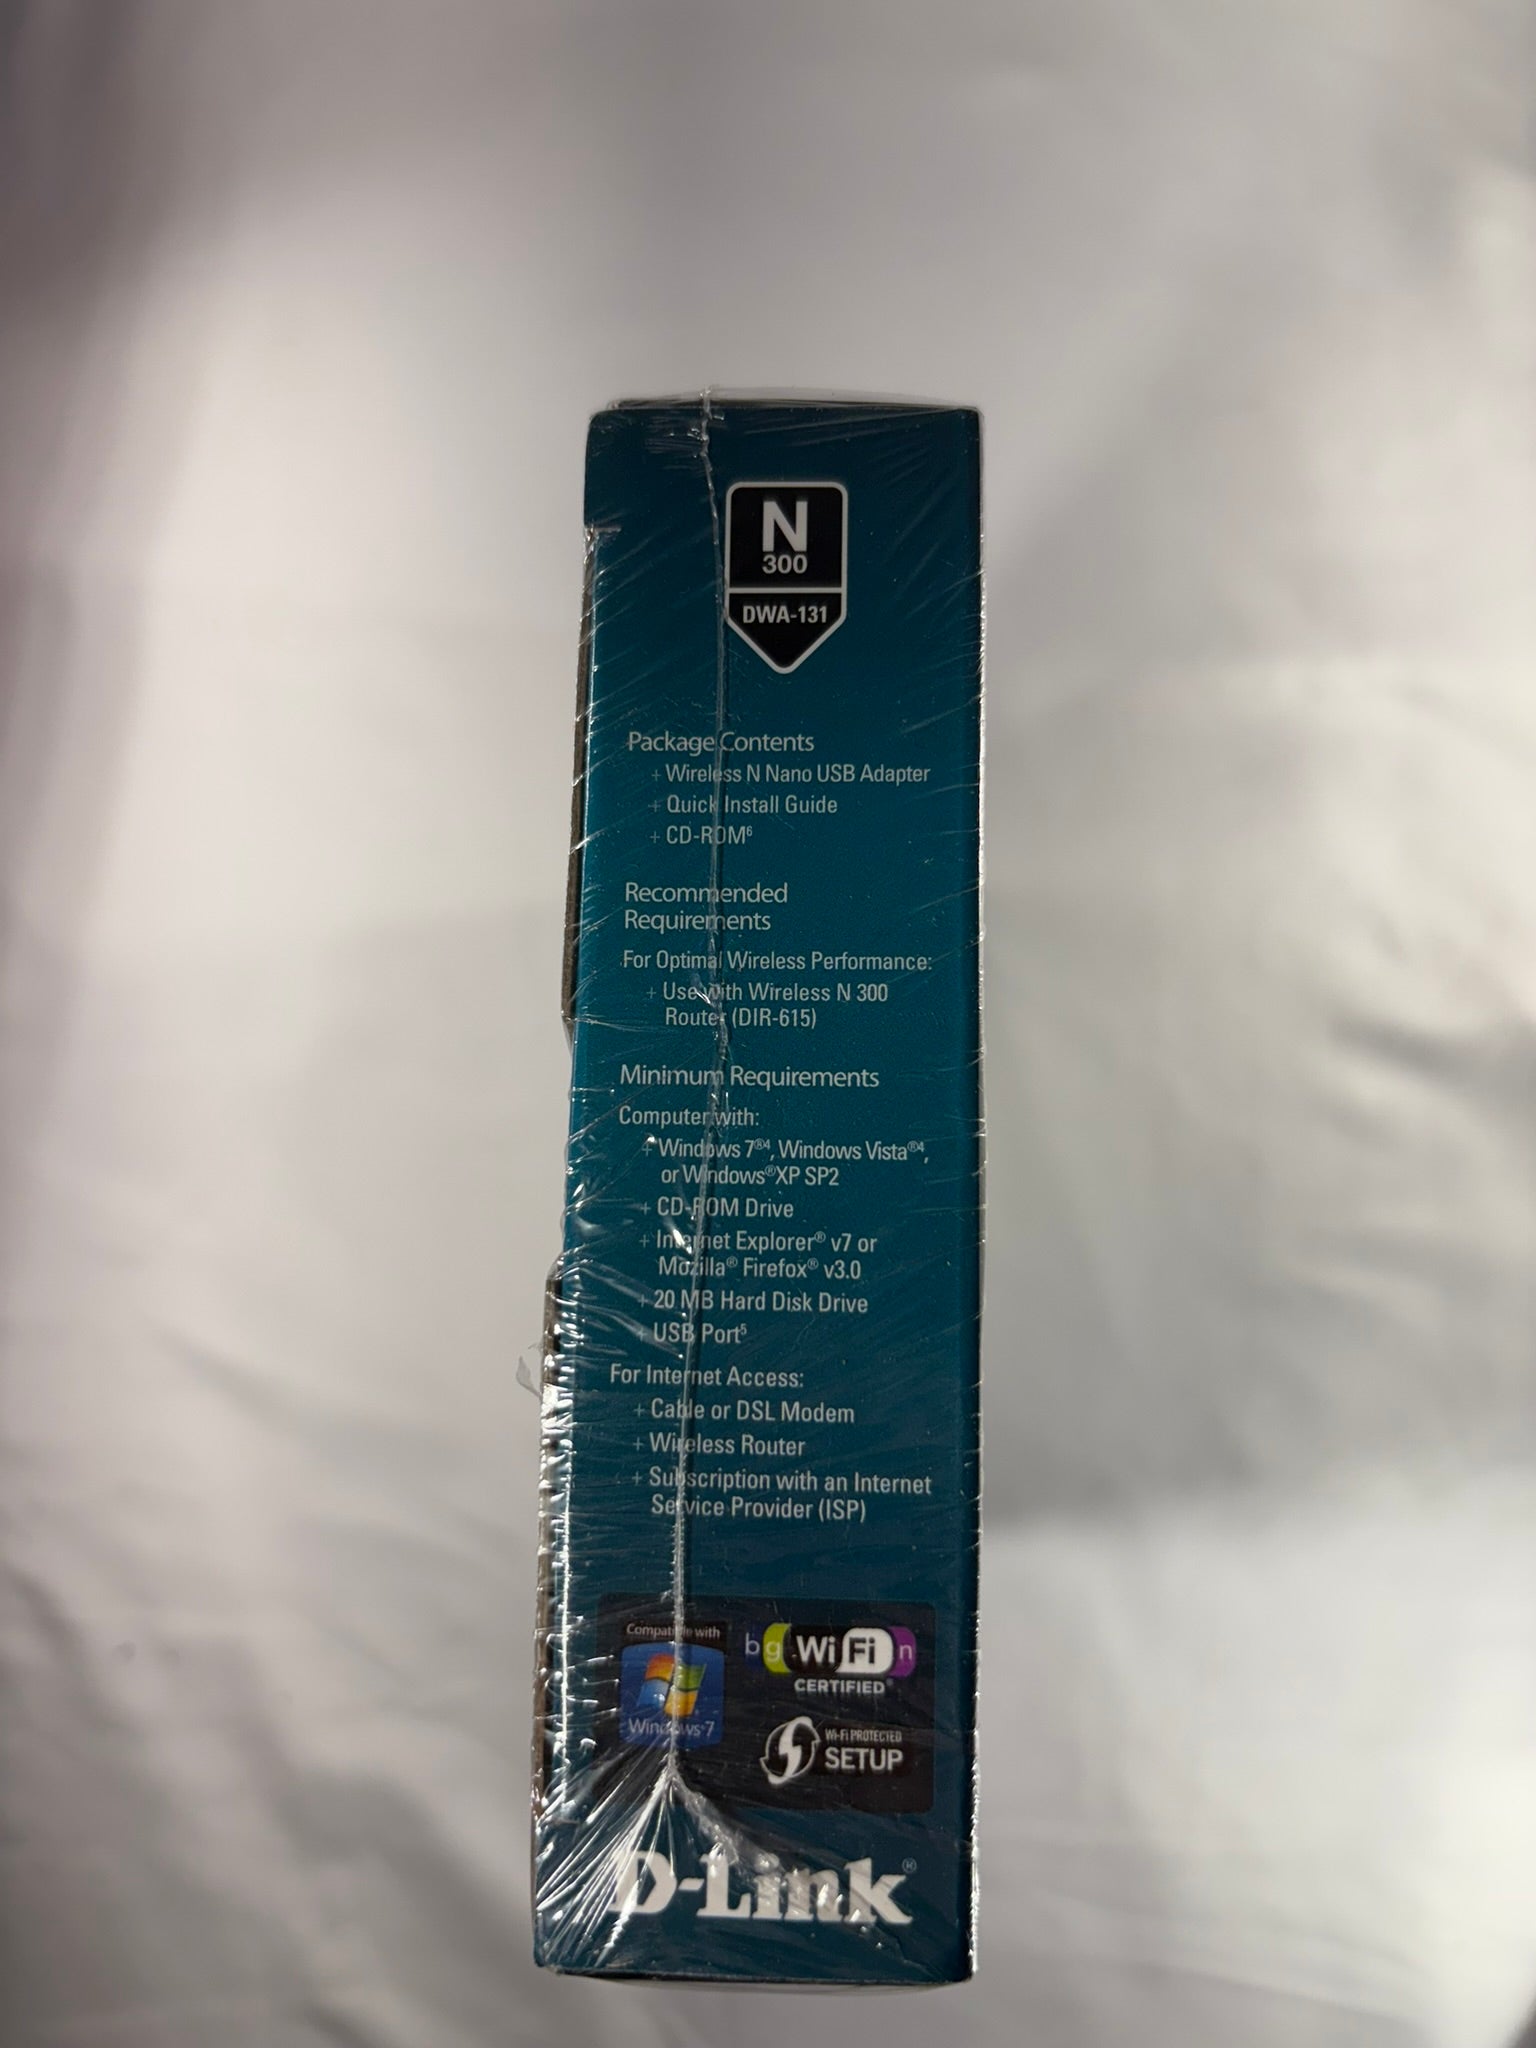 N
300
DWA-131
Package Contents
+ Wireless N Nano USB Adapter
+ Quick Install Guide
+ CD-ROM⁶
Recommended
Requirements
For Optimal Wireless Performance:
+ Use with Wireless N 300
Router (DIR-615)
Minimum Requirements
Computer with:
+ Windows 7®⁴, Windows Vista®⁴,
or Windows® XP SP2
+ CD-ROM Drive
+ Internet Explorer® v7 or
Mozilla® Firefox® v3.0
+ 20 MB Hard Disk Drive
+ USB Port⁵
For Internet Access:
+ Cable or DSL Modem
+ Wireless Router
+ Subscription with an Internet
Service Provider (ISP)
Compatible with
Windows 7
b g Wi Fi n
CERTIFIED
Wi-Fi PROTECTED
SETUP
D-Link®